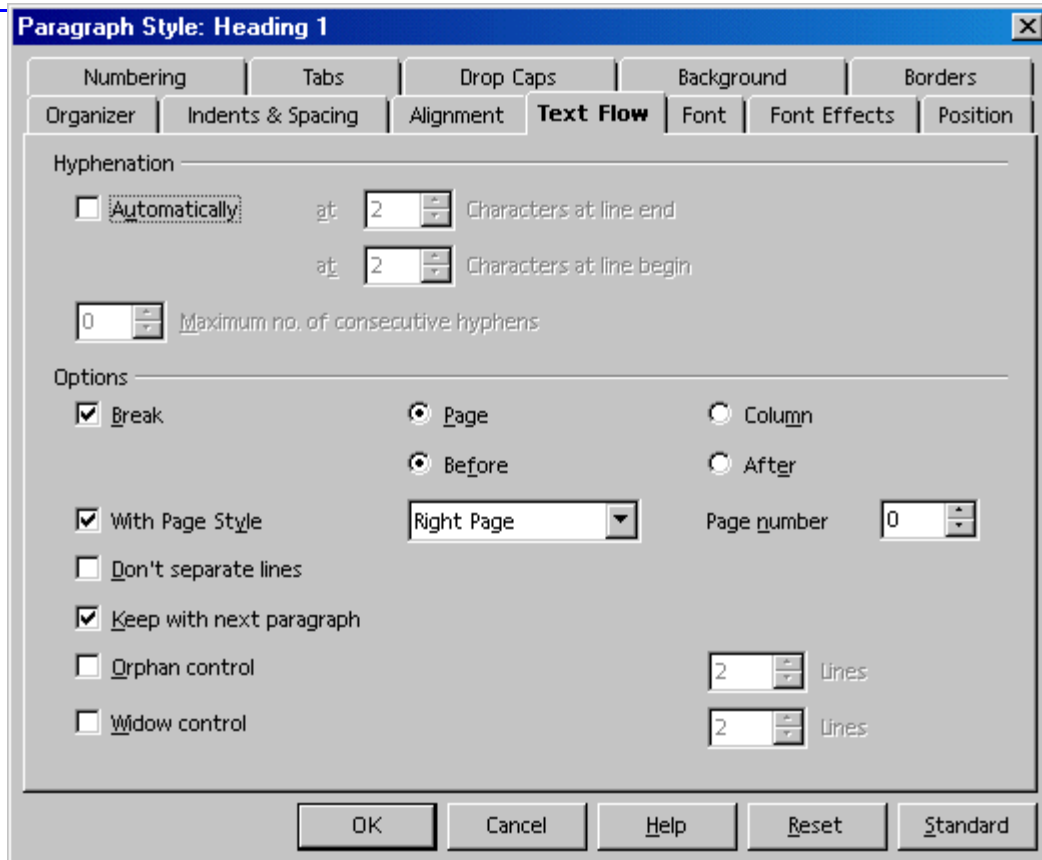 Paragraph Style: Heading 1
Numbering Tabs Drop Caps Background Borders
Organizer Indents & Spacing Alignment Text Flow Font Font Effects Position
Hyphenation
Automatically at 2 Characters at line end
at 2 Characters at line begin
0 Maximum no. of consecutive hyphens
Options
Break Page Column
Before After
With Page Style Right Page Page number 0
Don't separate lines
Keep with next paragraph
Orphan control 2 Lines
Widow control 2 Lines
OK Cancel Help Reset Standard